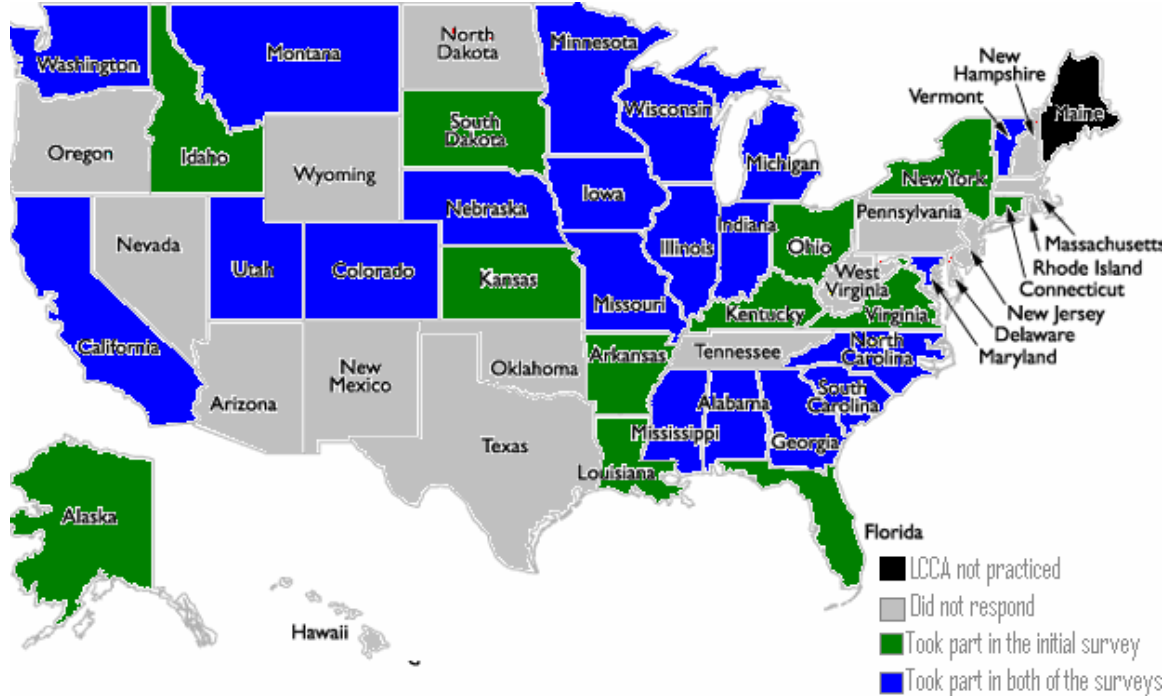 Washington
Montana
North
Dakota
Minnesota
New
Hampshire
Vermont
Maine
Oregon
Idaho
South
Dakota
Wisconsin
Michigan
New York
Wyoming
Nebraska
Iowa
Pennsylvania
Nevada
Utah
Colorado
Illinois
Indiana
Ohio
Massachusetts
Rhode Island
Connecticut
Kansas
Missouri
West
Virginia
Kentucky
Virginia
New Jersey
Delaware
Maryland
California
North
Carolina
Arkansas
Tennessee
New
Mexico
Oklahoma
South
Carolina
Arizona
Alabama
Mississippi
Georgia
Texas
Louisiana
Alaska
Florida
Hawaii
LCCA not practiced
Did not respond
Took part in the initial survey
Took part in both of the surveys